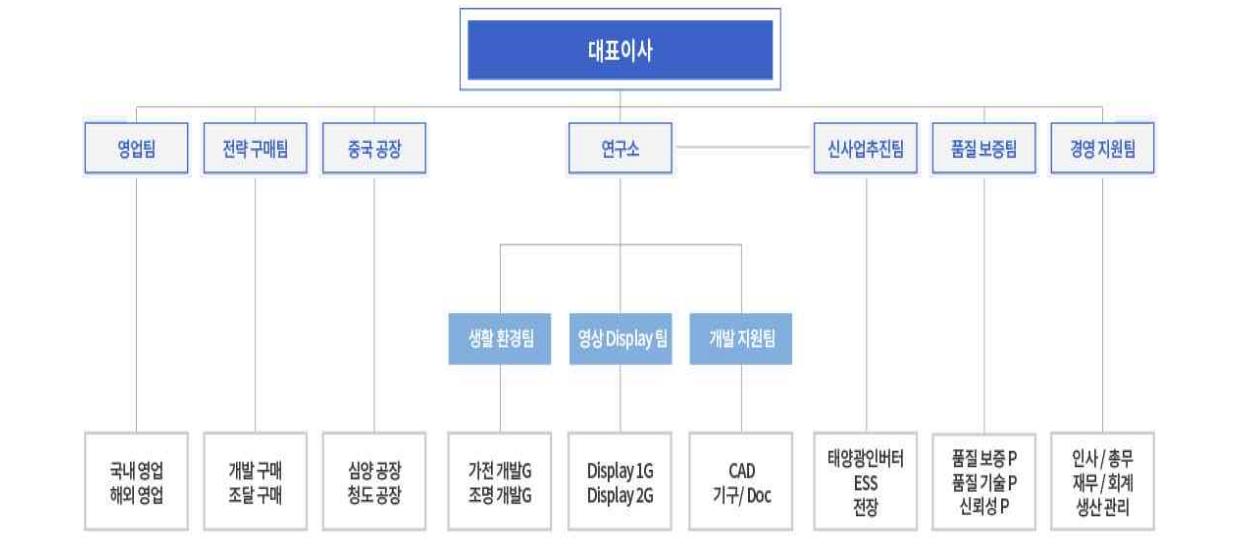 대표이사
영업팀
전략 구매팀
중국 공장
연구소
신사업추진팀
품질 보증팀
경영 지원팀
생활 환경팀
영상 Display 팀
개발 지원팀
국내 영업
해외 영업
개발 구매
조달 구매
심양 공장
청도 공장
가전 개발G
조명 개발G
Display 1G
Display 2G
CAD
기구/ Doc
태양광인버터
ESS
전장
품질 보증 P
품질 기술 P
신뢰성 P
인사 / 총무
재무 / 회계
생산 관리